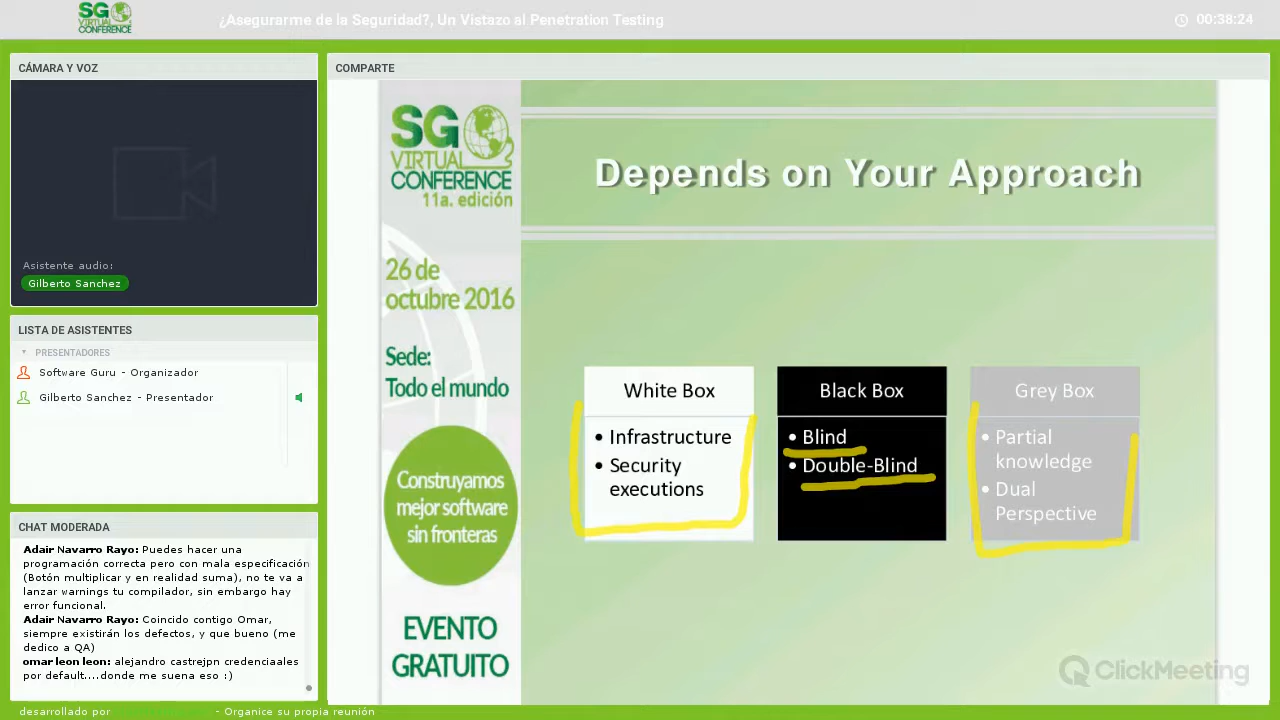 SG
VIRTUAL
CONFERENCE
¿Asegurarme de la Seguridad?, Un Vistazo al Penetration Testing
00:38:24
CÁMARA Y VOZ
Asistente audio:
Gilberto Sanchez
LISTA DE ASISTENTES
PRESENTADORES
Software Guru - Organizador
Gilberto Sanchez - Presentador
CHAT MODERADA
Adair Navarro Rayo: Puedes hacer una
programación correcta pero con mala especificación
(Botón multiplicar y en realidad suma), no te va a
lanzar warnings tu compilador, sin embargo hay
error funcional.
Adair Navarro Rayo: Coincido contigo Omar,
siempre existirán los defectos, y que bueno (me
dedico a QA)
omar leon leon: alejandro castrejpn credenciaales
por default....donde me suena eso :)
desarrollado por
- Organice su propia reunión
COMPARTE
SG
VIRTUAL
CONFERENCE
11a. edición
26 de
octubre 2016
Sede:
Todo el mundo
Construyamos
mejor software
sin fronteras
EVENTO
GRATUITO
Depends on Your Approach
White Box
• Infrastructure
• Security
executions
Black Box
• Blind
• Double-Blind
Grey Box
• Partial
knowledge
• Dual
Perspective
ClickMeeting